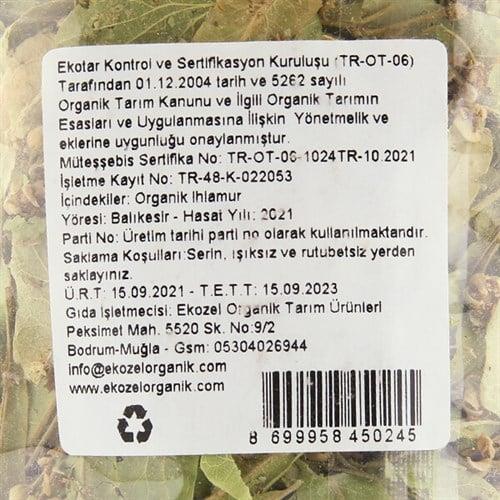 Ekotar Kontrol ve Sertifikasyon Kuruluşu (TR-OT-06)
Tarafından 01.12.2004 tarih ve 5262 sayılı
Organik Tarım Kanunu ve İlgili Organik Tarımın
Esasları ve Uygulanmasına İlişkin Yönetmelik ve
eklerine uygunluğu onaylanmıştur.
Müteşşebis Sertifika No: TR-OT-06-1024TR-10.2021
İşletme Kayıt No: TR-48-K-022053
İçindekiler: Organik Ihlamur
Yöresi: Balıkesir - Hasat Yılı: 2021
Parti No: Üretim tarihi parti no olarak kullanılmaktandır.
Saklama Koşulları:Serin, ışıksız ve rutubetsiz yerden
saklayınız.
Ü.R.T: 15.09.2021 - T.E.T.T: 15.09.2023
Gıda İşletmecisi: Ekozel Organik Tarım Ürünleri
Peksimet Mah. 5520 Sk. No:9/2
Bodrum-Muğla - Gsm: 05304026944
info@ekozelorganik.com
www.ekozelorganik.com
8 699958 450245